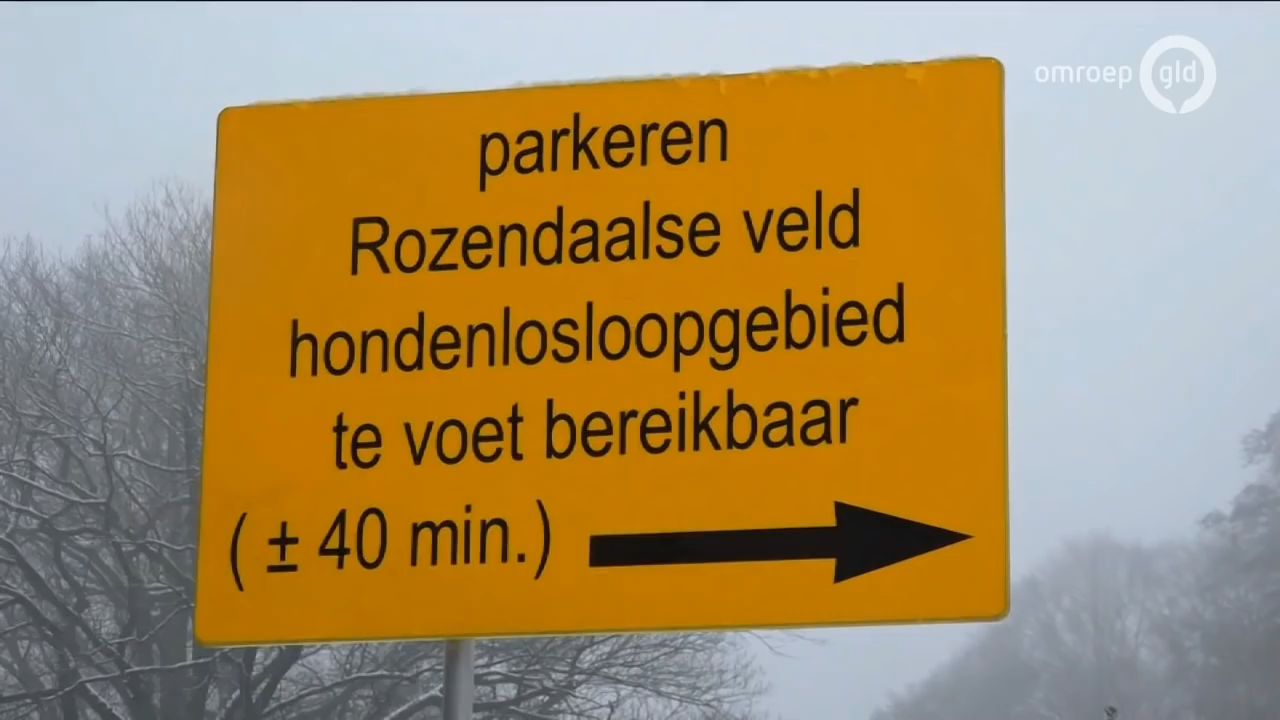 omroep gld
parkeren
Rozendaalse veld
hondenlosloopgebied
te voet bereikbaar
( ± 40 min.)